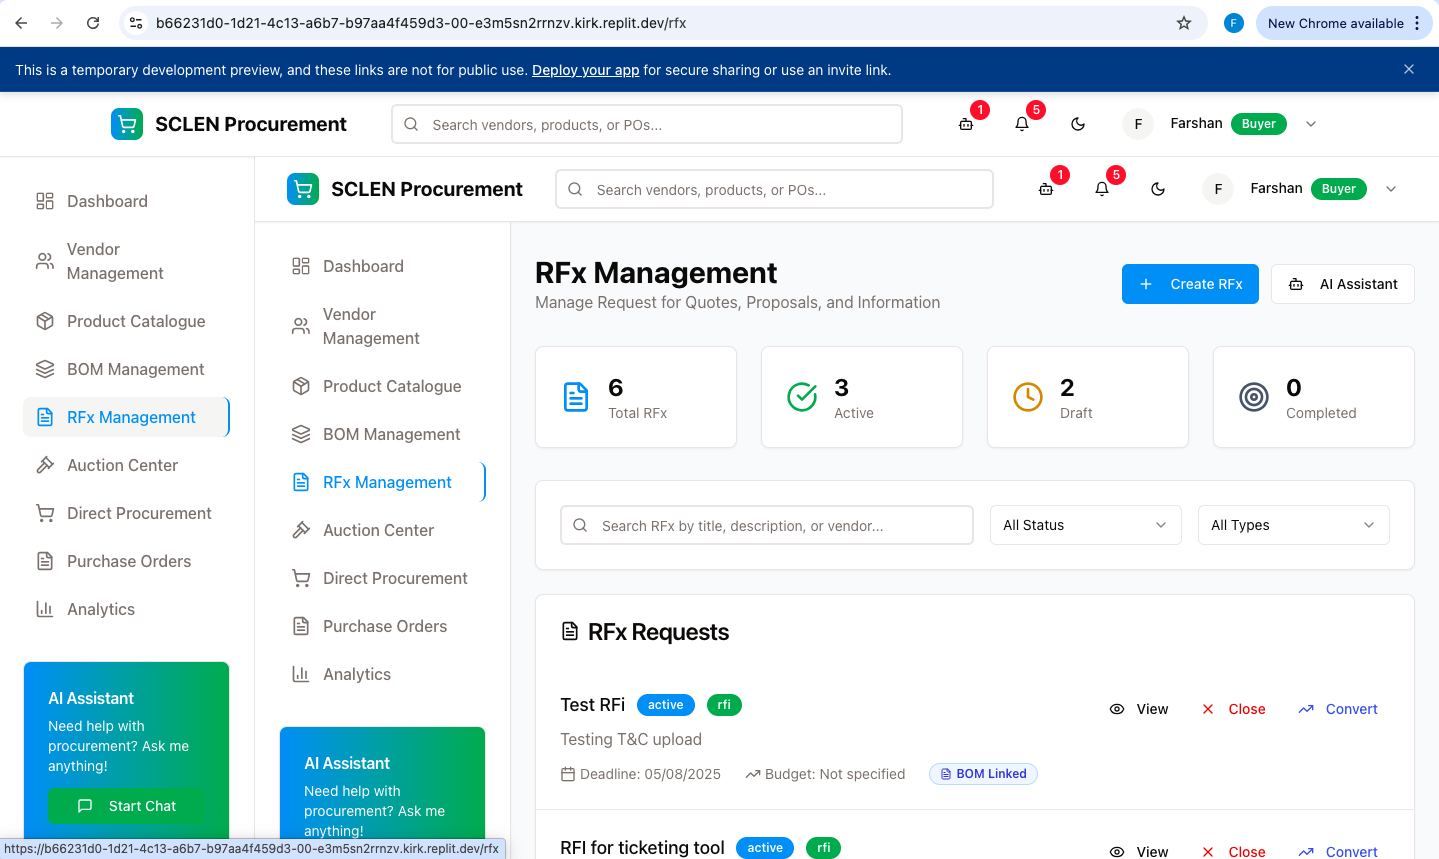 b66231d0-1d21-4c13-a6b7-b97aa4f459d3-00-e3m5sn2rrnzv.kirk.replit.dev/rfx
F
New Chrome available
This is a temporary development preview, and these links are not for public use. Deploy your app for secure sharing or use an invite link.
SCLEN Procurement
Search vendors, products, or POs...
1
5
F
Farshan
Buyer
Dashboard
Vendor
Management
Product Catalogue
BOM Management
RFx Management
Auction Center
Direct Procurement
Purchase Orders
Analytics
AI Assistant
Need help with
procurement? Ask me
anything!
Start Chat
SCLEN Procurement
Search vendors, products, or POs...
1
5
F
Farshan
Buyer
Dashboard
Vendor
Management
Product Catalogue
BOM Management
RFx Management
Auction Center
Direct Procurement
Purchase Orders
Analytics
AI Assistant
Need help with
procurement? Ask me
anything!
RFx Management
Manage Request for Quotes, Proposals, and Information
Create RFx
AI Assistant
6
Total RFx
3
Active
2
Draft
0
Completed
Search RFx by title, description, or vendor...
All Status
All Types
RFx Requests
Test RFi active rfi
View Close Convert
Testing T&C upload
Deadline: 05/08/2025 Budget: Not specified BOM Linked
RFI for ticketing tool active rfi
View Close Convert
https://b66231d0-1d21-4c13-a6b7-b97aa4f459d3-00-e3m5sn2rrnzv.kirk.replit.dev/rfx